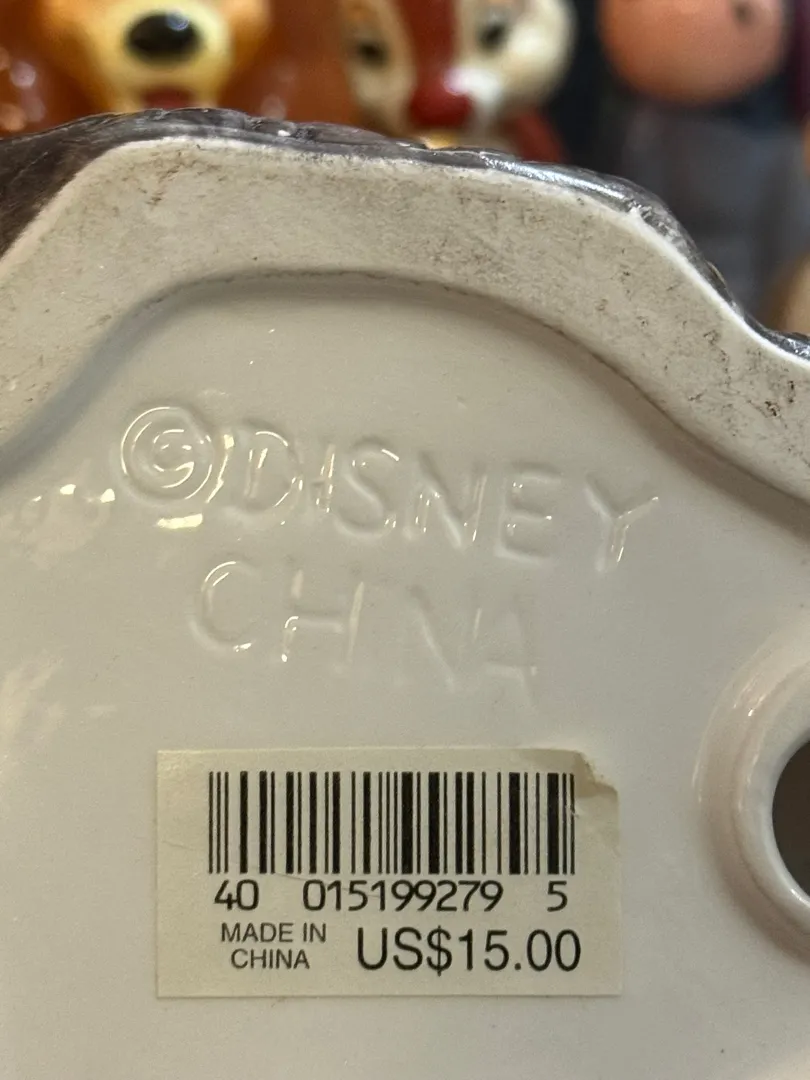 ©DISNEY
CHINA
40 015199279 5
MADE IN
CHINA
US$15.00